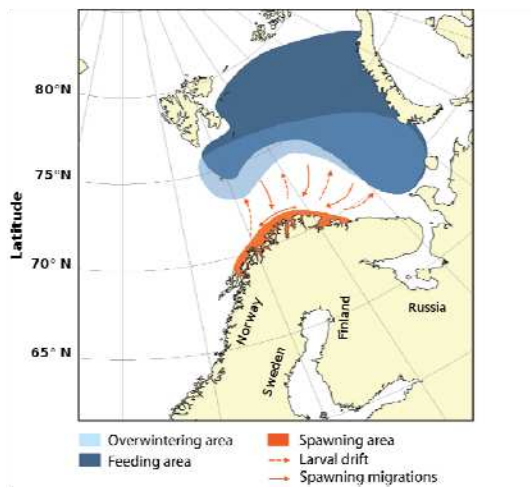 80° N
75° N
Latitude
70° N
65° N
Norway
Sweden
Finland
Russia
Overwintering area
Feeding area
Spawning area
Larval drift
Spawning migrations